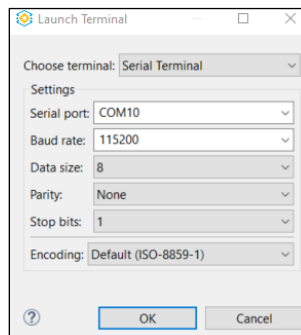 Launch Terminal
Choose terminal: Serial Terminal
Settings
Serial port: COM10
Baud rate: 115200
Data size: 8
Parity: None
Stop bits: 1
Encoding: Default (ISO-8859-1)
? OK Cancel